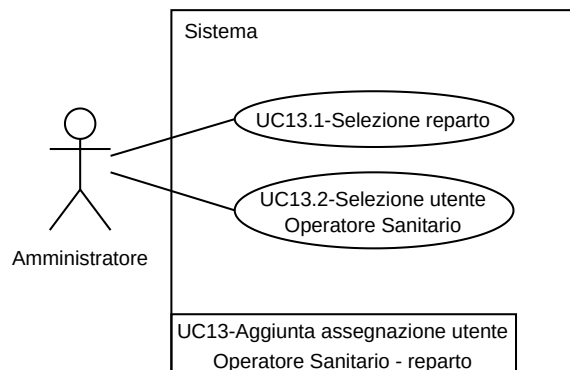 Sistema
UC13.1-Selezione reparto
UC13.2-Selezione utente
Operatore Sanitario
Amministratore
UC13-Aggiunta assegnazione utente
Operatore Sanitario - reparto